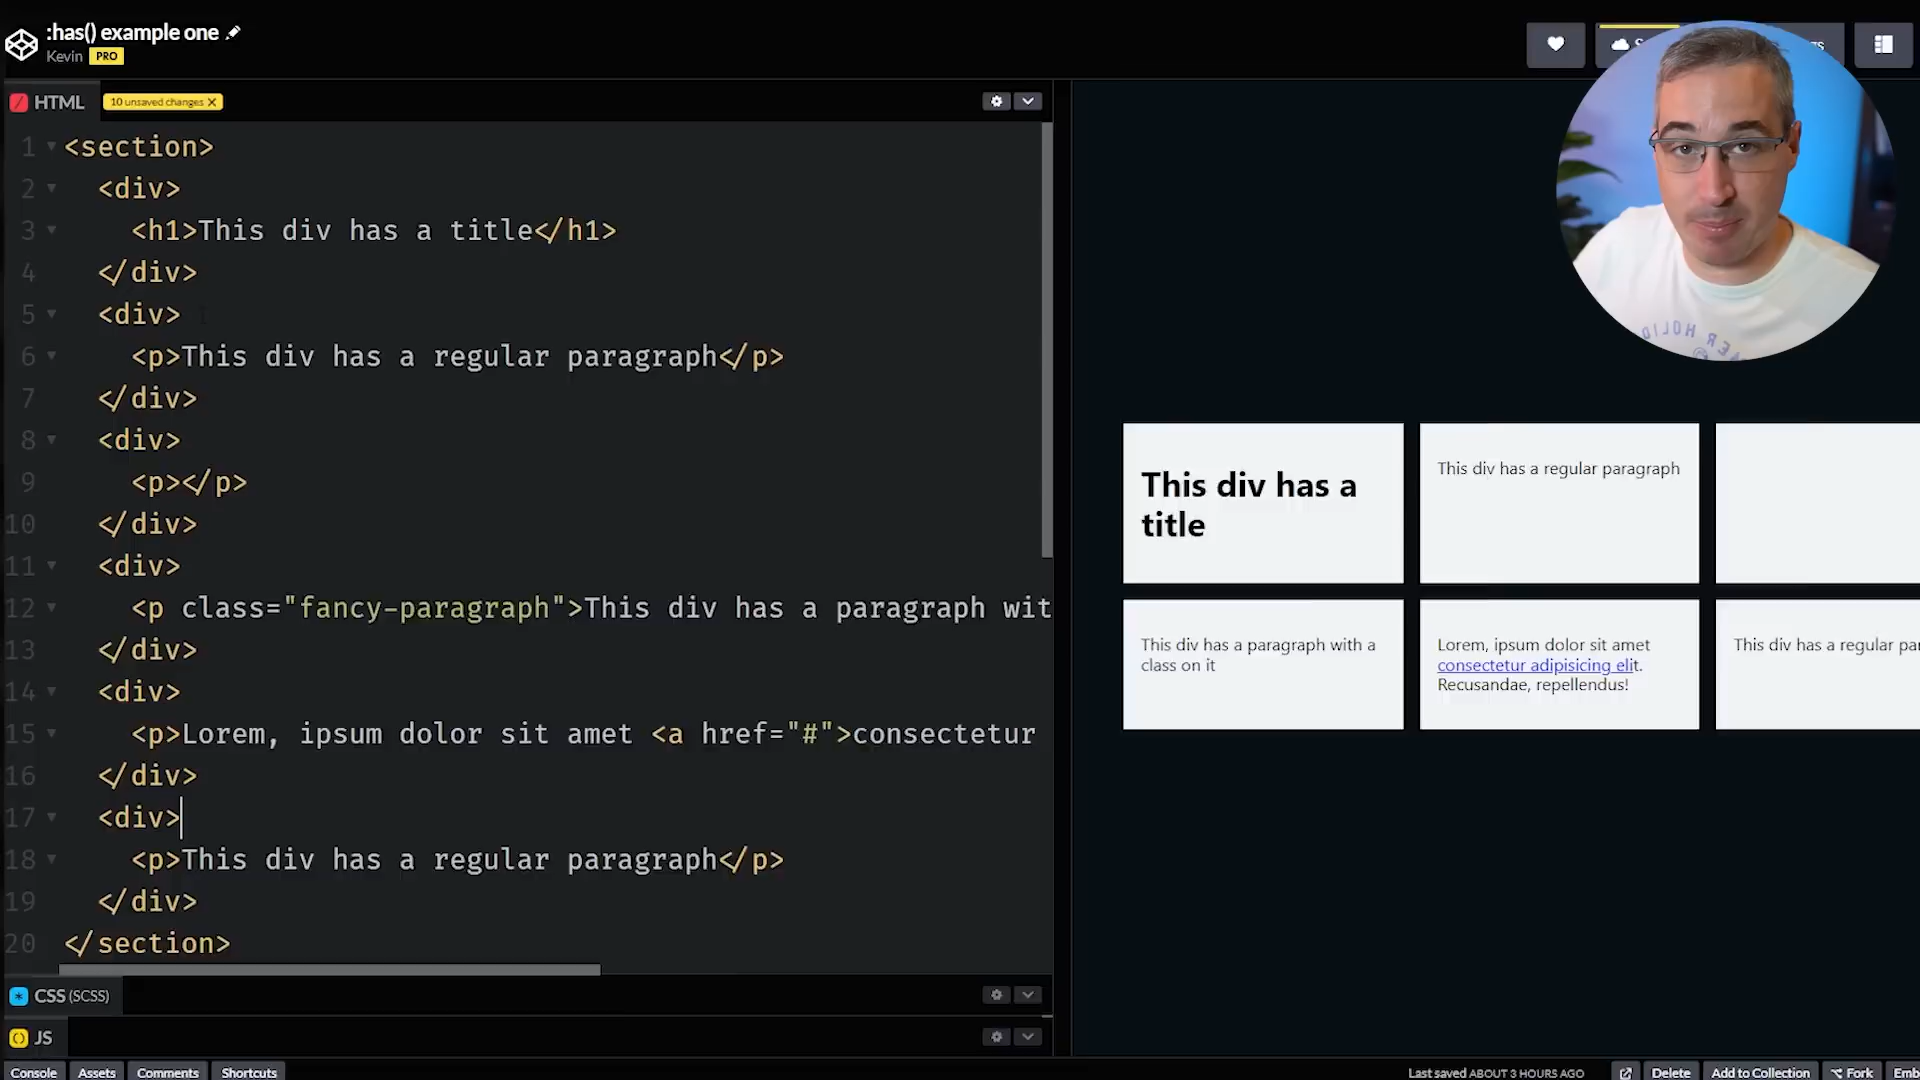 :has() example one
Kevin PRO
HTML 10 unsaved changes X
1 <section>
2 <div>
3 <h1>This div has a title</h1>
4 </div>
5 <div>
6 <p>This div has a regular paragraph</p>
7 </div>
8 <div>
9 <p></p>
10 </div>
11 <div>
12 <p class="fancy-paragraph">This div has a paragraph wit
13 </div>
14 <div>
15 <p>Lorem, ipsum dolor sit amet <a href="#">consectetur
16 </div>
17 <div>
18 <p>This div has a regular paragraph</p>
19 </div>
20 </section>
CSS (SCSS)
JS
Console Assets Comments Shortcuts
This div has a
title
This div has a regular paragraph
This div has a paragraph with a
class on it
Lorem, ipsum dolor sit amet
consectetur adipisicing elit.
Recusandae, repellendus!
This div has a regular par
Last saved ABOUT 3 HOURS AGO Delete Add to Collection Fork Emb